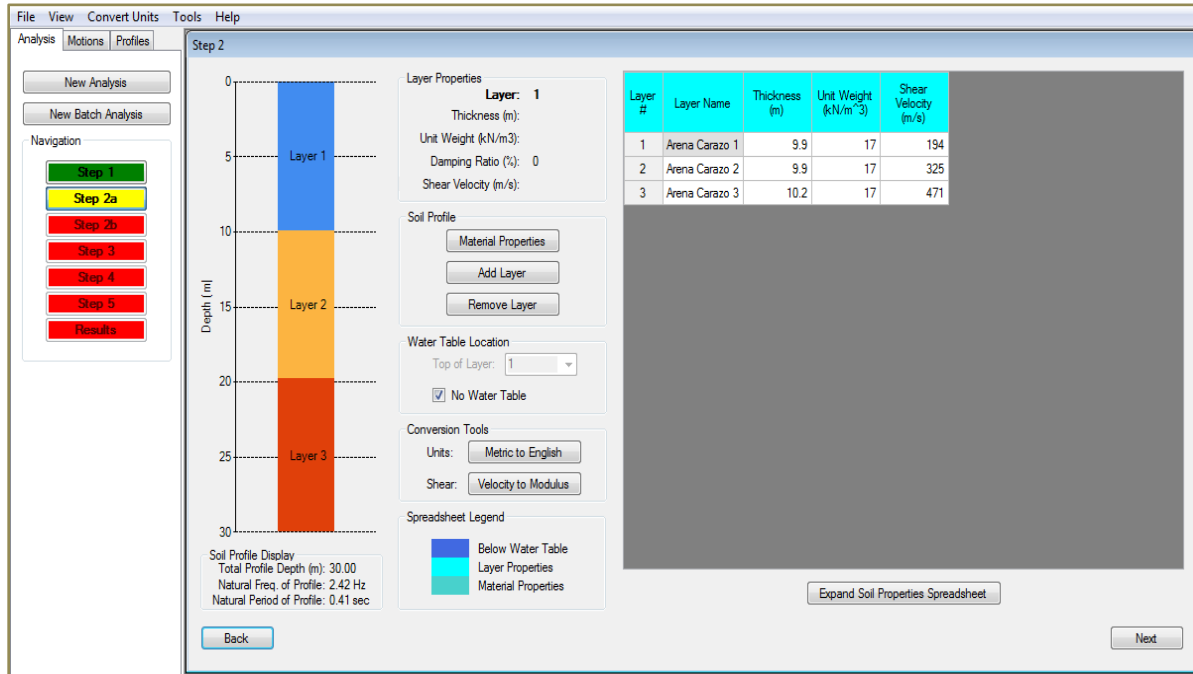 File View Convert Units Tools Help
Analysis Motions Profiles
New Analysis
New Batch Analysis
Navigation
Step 1
Step 2a
Step 2b
Step 3
Step 4
Step 5
Results
Step 2
Depth [m]
0
5
10
15
20
25
30
Layer 1
Layer 2
Layer 3
Soil Profile Display
Total Profile Depth (m): 30.00
Natural Freq. of Profile: 2.42 Hz
Natural Period of Profile: 0.41 sec
Back
Layer Properties
Layer: 1
Thickness (m):
Unit Weight (kN/m3):
Damping Ratio (%): 0
Shear Velocity (m/s):
Soil Profile
Material Properties
Add Layer
Remove Layer
Water Table Location
Top of Layer: 1
No Water Table
Conversion Tools
Units: Metric to English
Shear: Velocity to Modulus
Spreadsheet Legend
Below Water Table
Layer Properties
Material Properties
Layer # Layer Name Thickness (m) Unit Weight (kN/m^3) Shear Velocity (m/s)
1 Arena Carazo 1 9.9 17 194
2 Arena Carazo 2 9.9 17 325
3 Arena Carazo 3 10.2 17 471
Expand Soil Properties Spreadsheet
Next